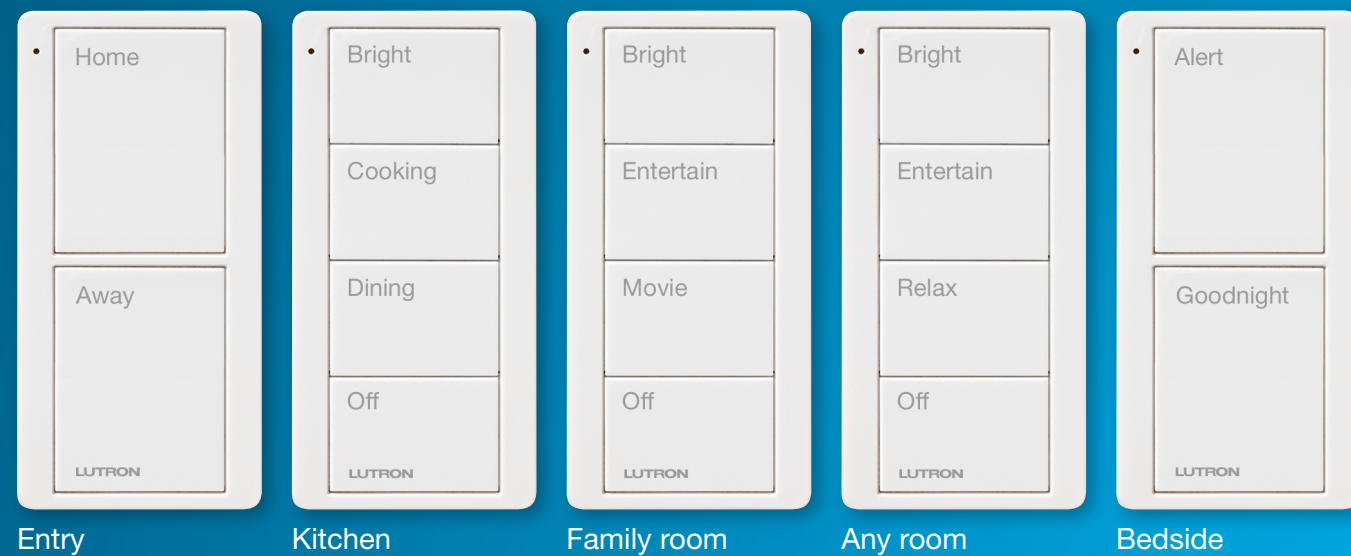 Home
Away
LUTRON
Entry
Bright
Cooking
Dining
Off
LUTRON
Kitchen
Bright
Entertain
Movie
Off
LUTRON
Family room
Bright
Entertain
Relax
Off
LUTRON
Any room
Alert
Goodnight
LUTRON
Bedside